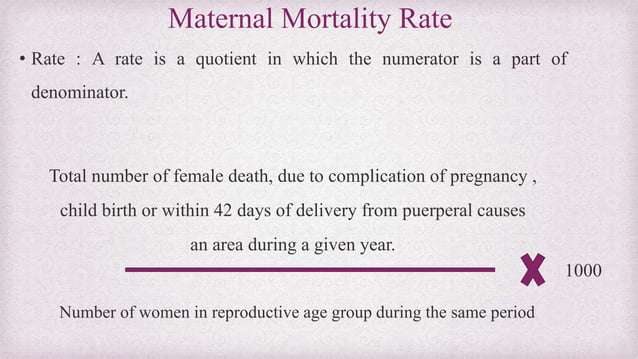 Maternal Mortality Rate
• Rate : A rate is a quotient in which the numerator is a part of
denominator.
Total number of female death, due to complication of pregnancy ,
child birth or within 42 days of delivery from puerperal causes
an area during a given year.
X 1000
Number of women in reproductive age group during the same period